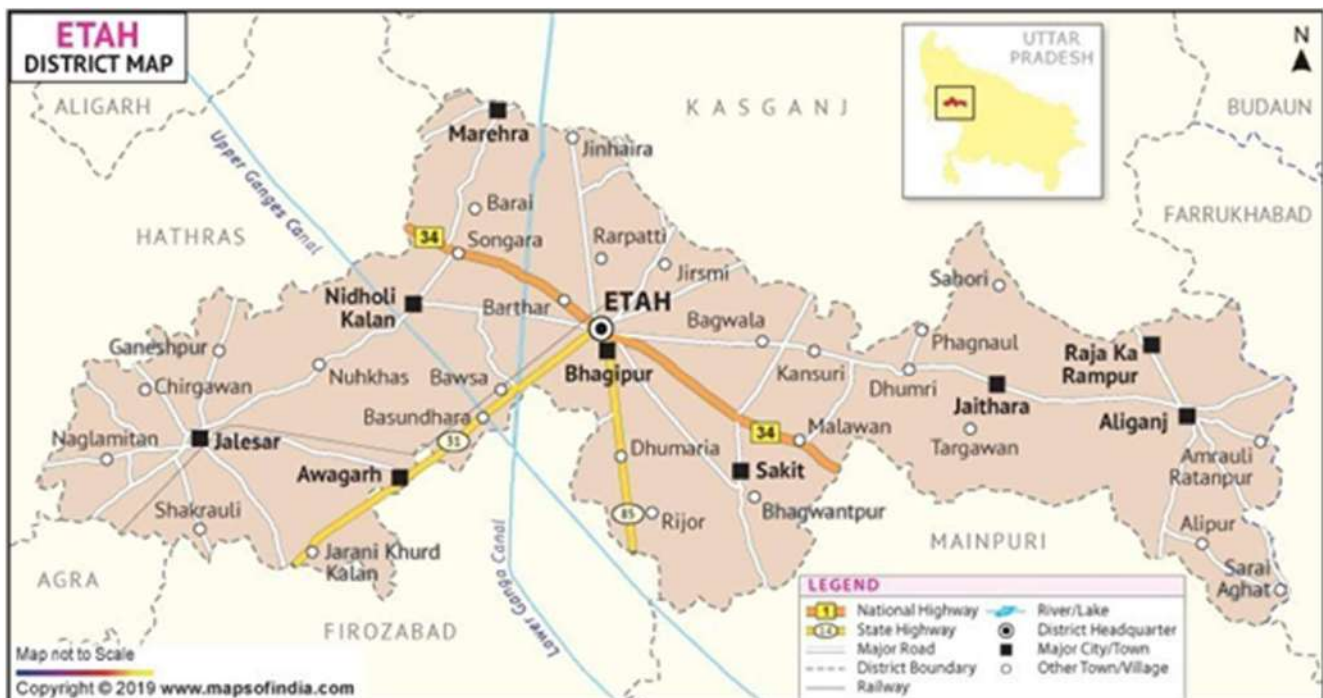 ETAH
DISTRICT MAP
UTTAR
PRADESH
N
ALIGARH
KASGANJ
BUDAUN
Marehra
Jinhaira
Upper Ganges Canal
Barai
FARRUKHABAD
HATHRAS
34
Songara
Rarpatti
Jirsmi
Sabori
Nidholi
Kalan
Barthar
ETAH
Bagwala
Phagnaul
Raja Ka
Rampur
Ganeshpur
Bhagipur
Kansuri
Dhumri
Chirgawan
Nuhkhas
Bawsa
Jaithara
Aliganj
Basundhara
Naglamitan
Jalesar
31
34
Malawan
Targawan
Amrauli
Ratanpur
Dhumaria
Awagarh
Sakit
Shakrauli
85
Rijor
Bhagwantpur
Alipur
Jarani Khurd
Kalan
MAINPURI
Sarai
Aghat
AGRA
Lower Ganga Canal
FIROZABAD
LEGEND
1 National Highway River/Lake
14 State Highway District Headquarter
Major Road Major City/Town
District Boundary Other Town/Village
Railway
Map not to Scale
Copyright © 2019 www.mapsofindia.com